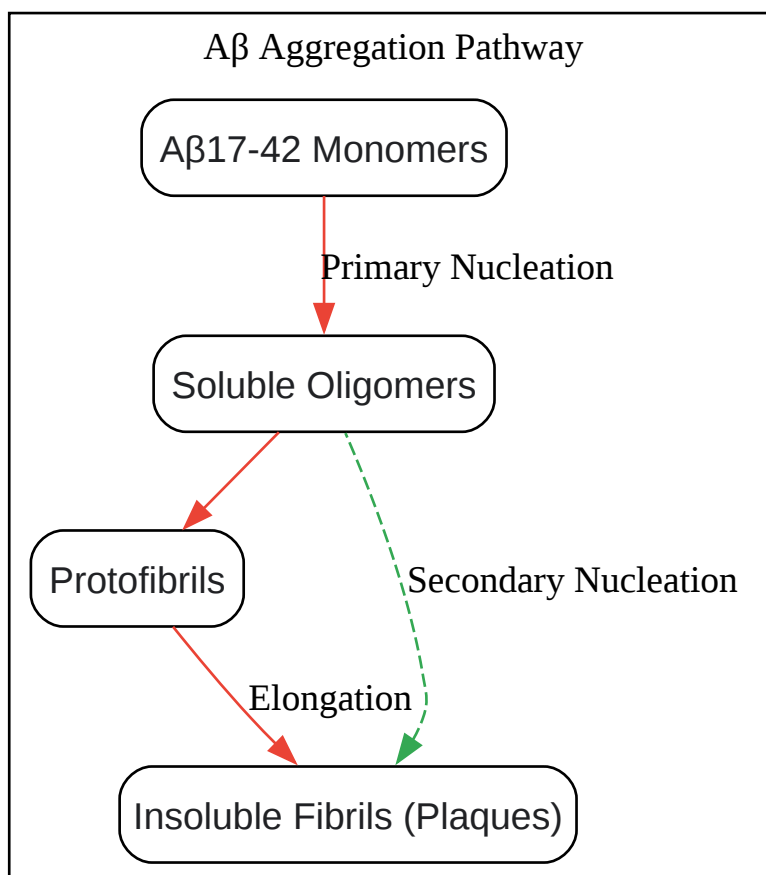 Aβ Aggregation Pathway
Aβ17-42 Monomers
Primary Nucleation
Soluble Oligomers
Protofibrils
Secondary Nucleation
Elongation
Insoluble Fibrils (Plaques)